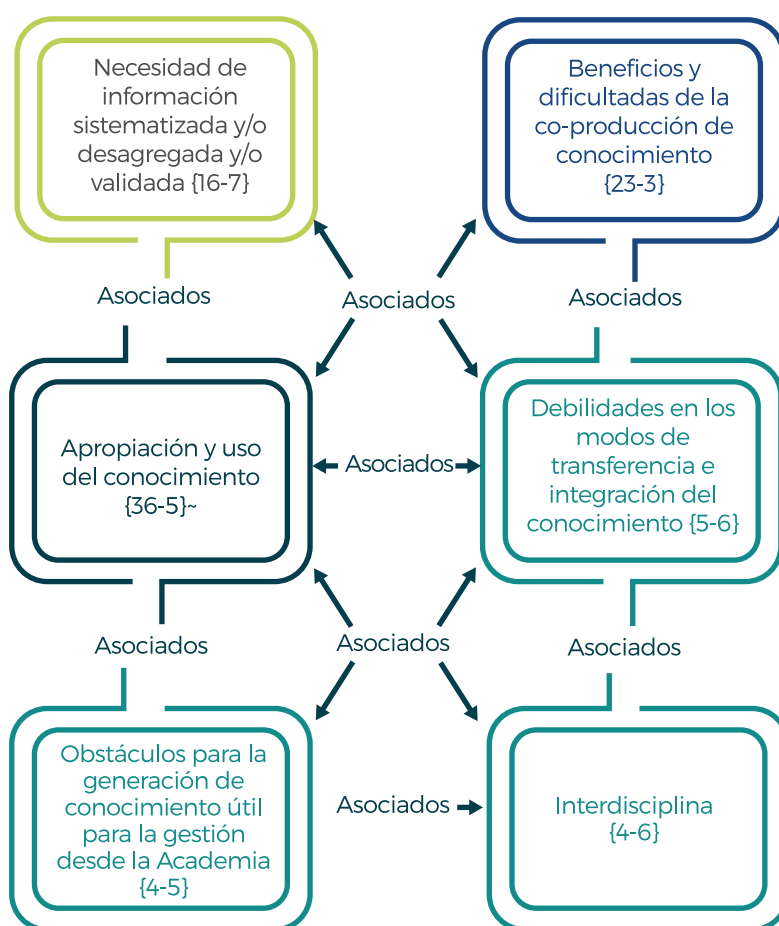 Necesidad de
información
sistematizada y/o
desagregada y/o
validada {16-7}
Beneficios y
dificultadas de la
co-producción de
conocimiento
{23-3}
Asociados
Asociados
Asociados
Apropiación y uso
del conocimiento
{36-5}~
Asociados
Debilidades en los
modos de
transferencia e
integración del
conocimiento {5-6}
Asociados
Asociados
Asociados
Obstáculos para la
generación de
conocimiento útil
para la gestión
desde la Academia
{4-5}
Asociados
Interdisciplina
{4-6}